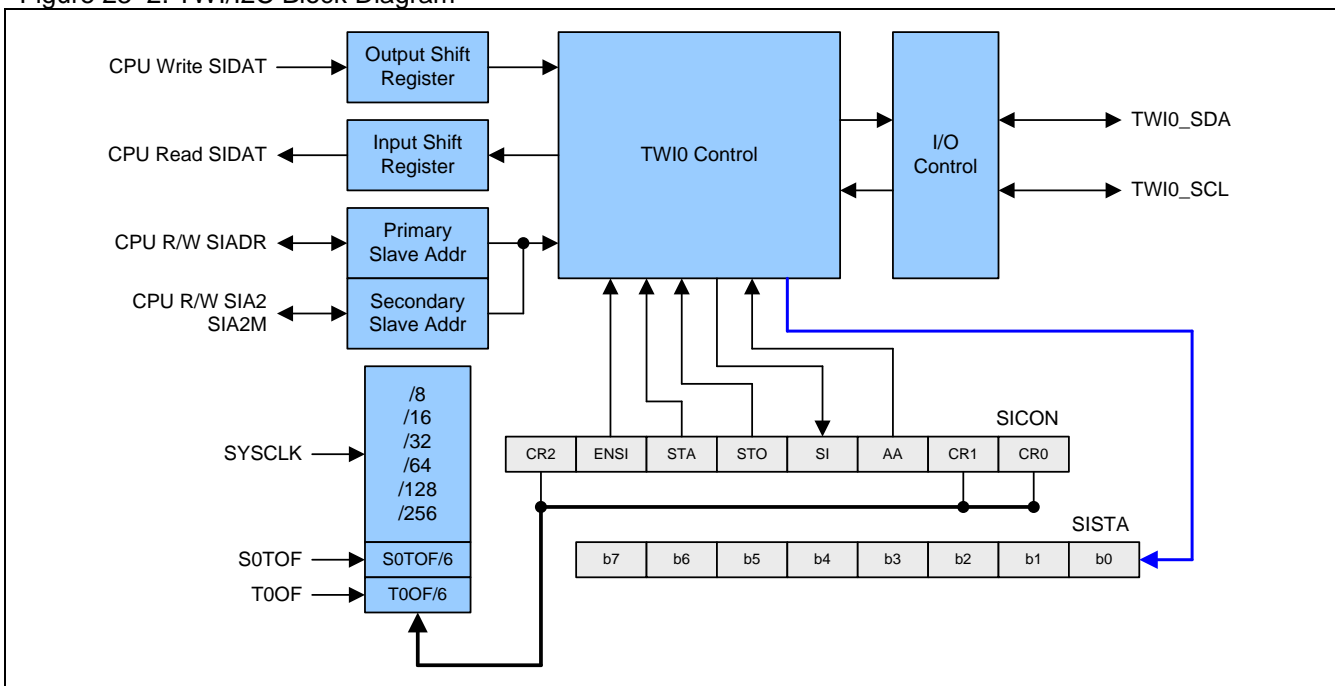 Figure 23-2. TWI/I2C Block Diagram
CPU Write SIDAT
Output Shift
Register
CPU Read SIDAT
Input Shift
Register
TWI0 Control
I/O
Control
TWI0_SDA
TWI0_SCL
CPU R/W SIADR
Primary
Slave Addr
CPU R/W SIA2
SIA2M
Secondary
Slave Addr
SYSCLK
/8
/16
/32
/64
/128
/256
S0TOF
S0TOF/6
T0OF
T0OF/6
SICON
CR2 ENSI STA STO SI AA CR1 CR0
SISTA
b7 b6 b5 b4 b3 b2 b1 b0